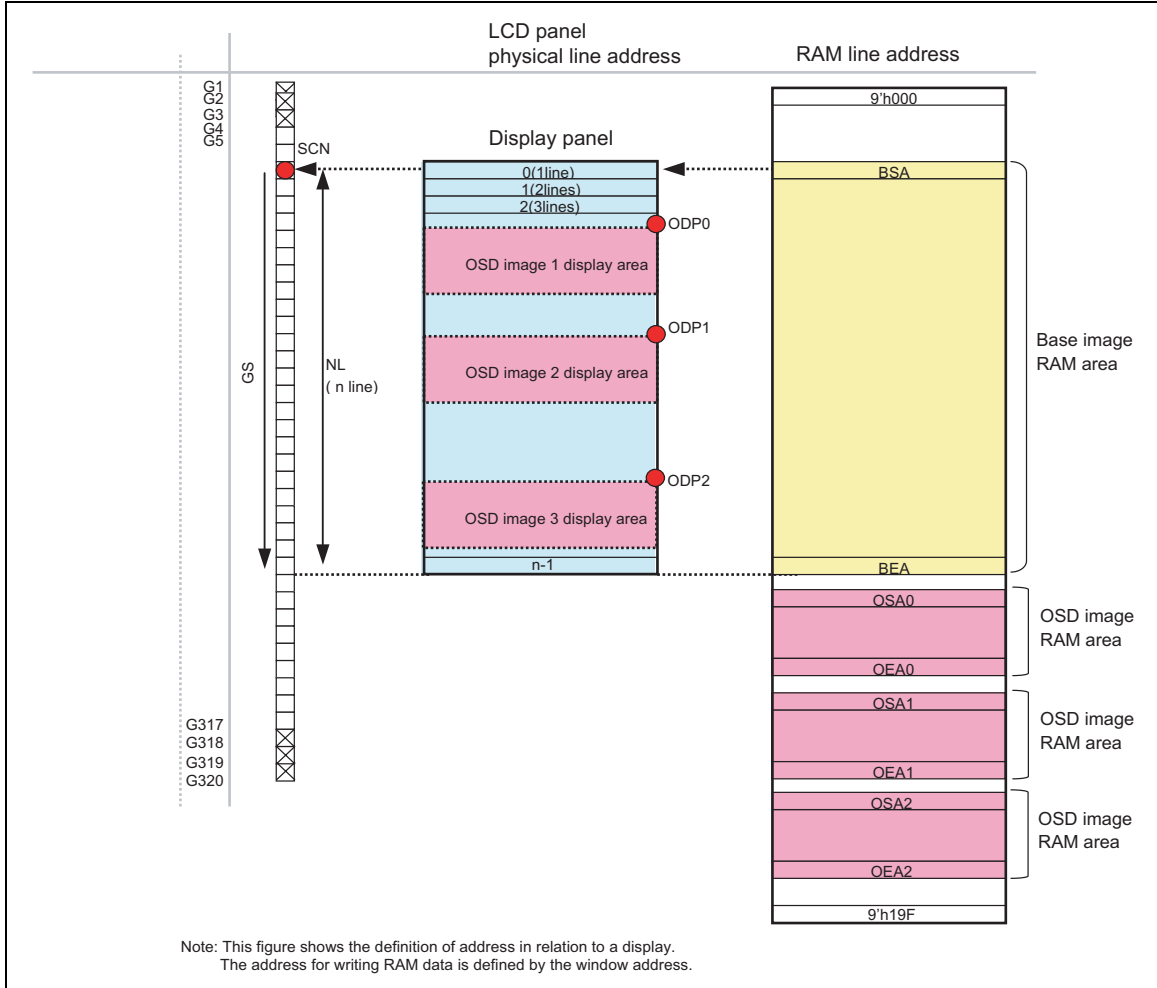 LCD panel
physical line address
RAM line address
G1
G2
G3
G4
G5
SCN
GS
NL
( n line)
Display panel
0(1line)
1(2lines)
2(3lines)
ODP0
OSD image 1 display area
ODP1
OSD image 2 display area
ODP2
OSD image 3 display area
n-1
9'h000
BSA
Base image
RAM area
BEA
OSA0
OSD image
RAM area
OEA0
OSA1
OSD image
RAM area
OEA1
OSA2
OSD image
RAM area
OEA2
9'h19F
G317
G318
G319
G320
Note: This figure shows the definition of address in relation to a display.
The address for writing RAM data is defined by the window address.